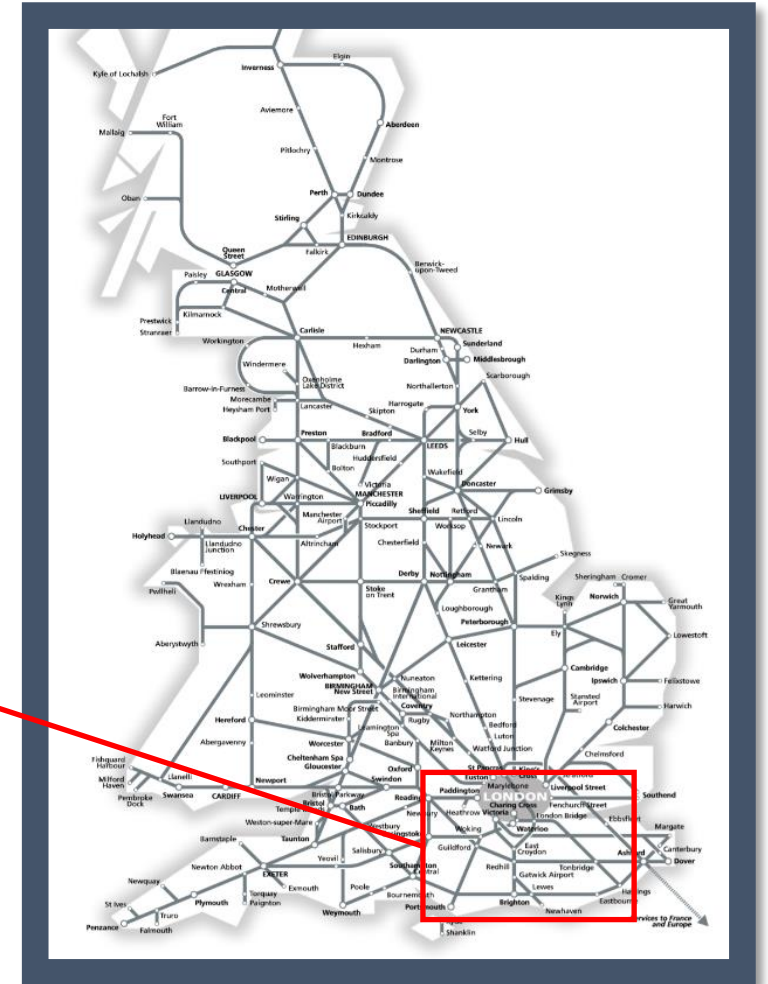 Elgin
Inverness
Kyle of Lochalsh
Aviemore
Fort
William
Mallaig
Aberdeen
Pitlochry
Montrose
Perth
Dundee
Oban
Kirkcaldy
Stirling
EDINBURGH
Queen
Street
Falkirk
Berwick-
upon-Tweed
Paisley
GLASGOW
Central
Motherwell
Kilmarnock
Prestwick
Stranraer
Carlisle
NEWCASTLE
Workington
Hexham
Durham
Sunderland
Darlington
Middlesbrough
Windermere
Oxenholme
Lake District
Scarborough
Barrow-in-Furness
Northallerton
Morecambe
Heysham Port
Lancaster
Harrogate
Skipton
York
Blackpool
Preston
Bradford
Selby
Hull
Blackburn
LEEDS
Huddersfield
Southport
Bolton
Wakefield
Wigan
Victoria
Doncaster
LIVERPOOL
Warrington
MANCHESTER
Piccadilly
Grimsby
Manchester
Airport
Sheffield
Retford
Llandudno
Stockport
Worksop
Lincoln
Holyhead
Chester
Llandudno
Junction
Altrincham
Chesterfield
Newark
Skegness
Blaenau Ffestiniog
Wrexham
Crewe
Derby
Nottingham
Spalding
Sheringham
Cromer
Pwllheli
Stoke
on Trent
Grantham
Kings
Lynn
Norwich
Great
Yarmouth
Loughborough
Peterborough
Shrewsbury
Ely
Lowestoft
Aberystwyth
Stafford
Leicester
Wolverhampton
Cambridge
BIRMINGHAM
New Street
Nuneaton
Kettering
Ipswich
Felixstowe
Birmingham
International
Leominster
Stevenage
Stansted
Airport
Birmingham Moor Street
Coventry
Harwich
Hereford
Kidderminster
Rugby
Northampton
Leamington
Spa
Bedford
Colchester
Abergavenny
Worcester
Banbury
Milton
Keynes
Luton
Cheltenham Spa
Watford Junction
Chelmsford
Fishguard
Harbour
Gloucester
Oxford
St Pancras
King's
Cross
Milford
Haven
Llanelli
Newport
Swindon
Euston
Stratford
Pembroke
Dock
Swansea
CARDIFF
Bristol Parkway
Paddington
Marylebone
Liverpool Street
Bristol
Temple Meads
Bath
Reading
LONDON
Southend
Charing Cross
Fenchurch Street
Weston-super-Mare
Westbury
Newbury
Heathrow
Victoria
London Bridge
Ebbsfleet
Basingstoke
Woking
Waterloo
Margate
Barnstaple
Taunton
Guildford
East
Croydon
Canterbury
Salisbury
Ashford
Dover
Newton Abbot
Yeovil
Redhill
Tonbridge
EXETER
Southampton
Central
Gatwick Airport
Newquay
Exmouth
Poole
Lewes
Hastings
St Ives
Plymouth
Torquay
Paignton
Bournemouth
Eastbourne
Truro
Weymouth
Portsmouth
Brighton
Newhaven
Penzance
Falmouth
Services to France
and Europe
Shanklin